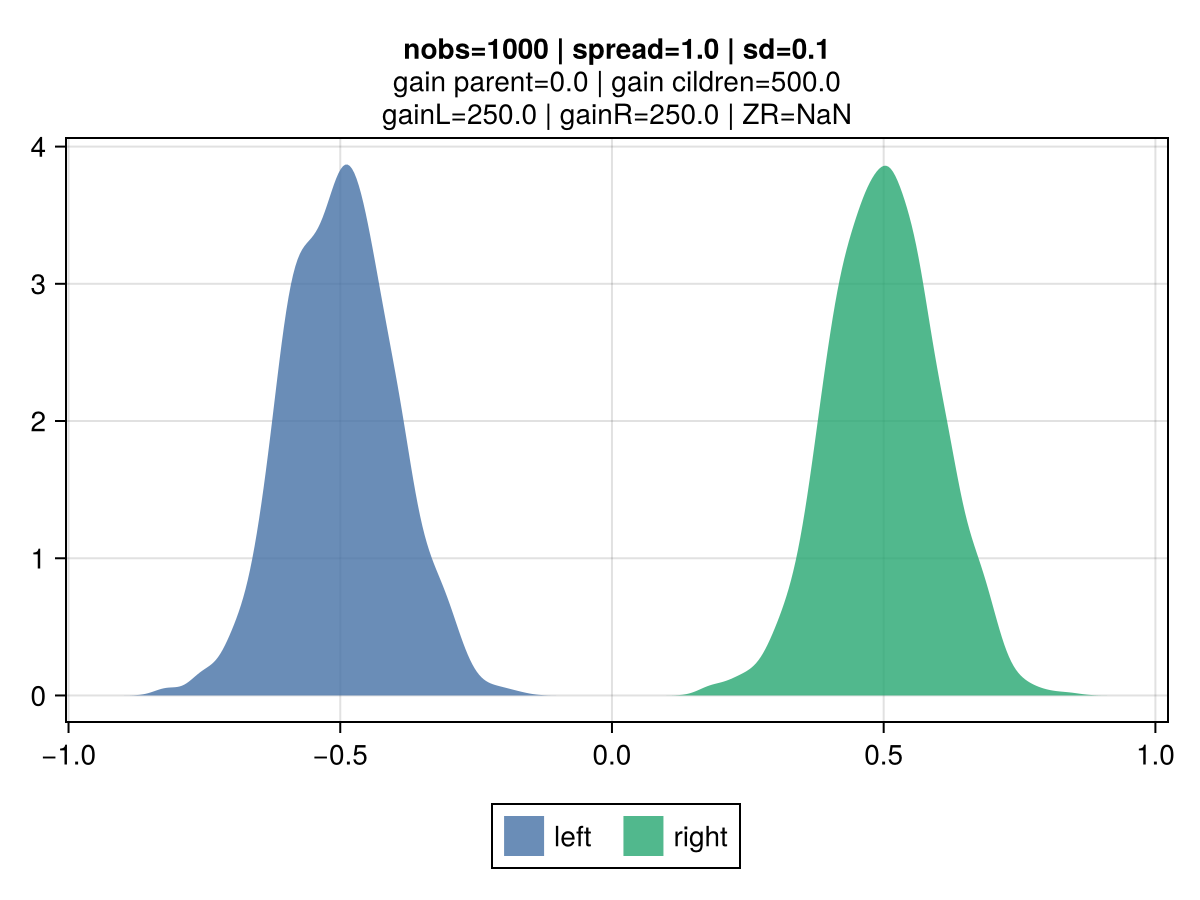 nobs=1000 | spread=1.0 | sd=0.1
gain parent=0.0 | gain cildren=500.0
gainL=250.0 | gainR=250.0 | ZR=NaN
4
3
2
1
0
−1.0 −0.5 0.0 0.5 1.0
left right